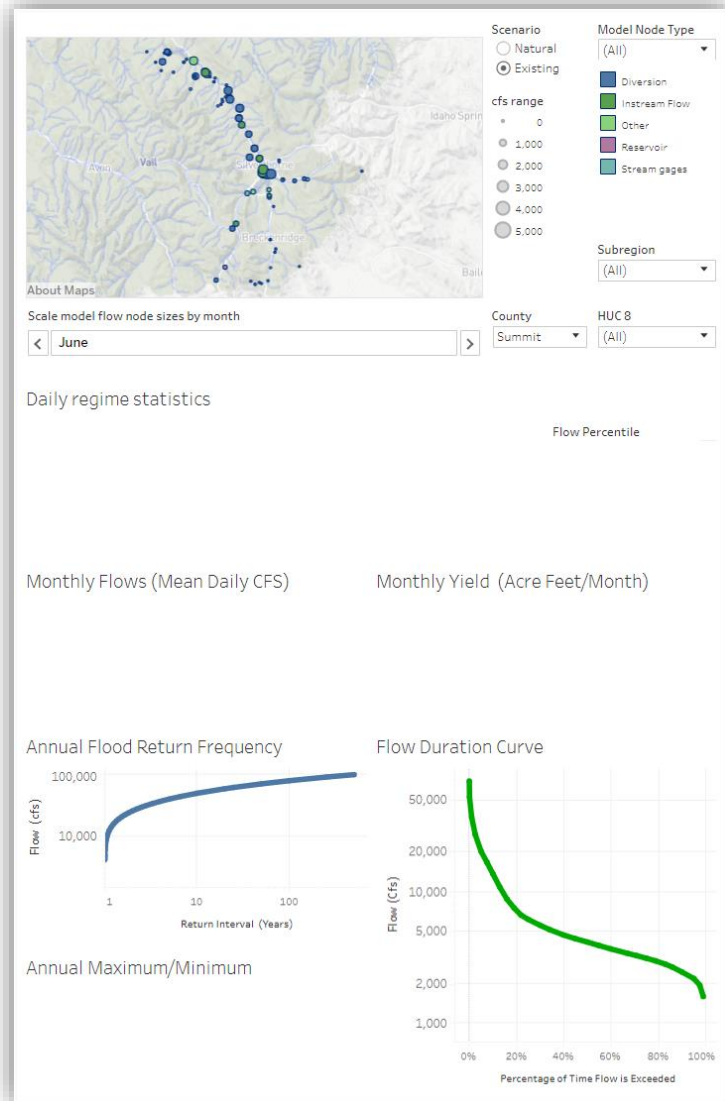 Scenario
Natural
Existing
cfs range
0
1,000
2,000
3,000
4,000
5,000
Model Node Type
(All)
Diversion
Instream Flow
Other
Reservoir
Stream gages
Subregion
(All)
Idaho Sprin
Vail
Breckenridge
Baile
About Maps
Scale model flow node sizes by month
June
County
Summit
HUC 8
(All)
Daily regime statistics
Flow Percentile
Monthly Flows (Mean Daily CFS)
Monthly Yield (Acre Feet/Month)
Annual Flood Return Frequency
100,000
10,000
Flow (cfs)
1
10
100
Return Interval (Years)
Flow Duration Curve
50,000
20,000
10,000
5,000
2,000
1,000
Flow (Cfs)
0%
20%
40%
60%
80%
100%
Percentage of Time Flow is Exceeded
Annual Maximum/Minimum